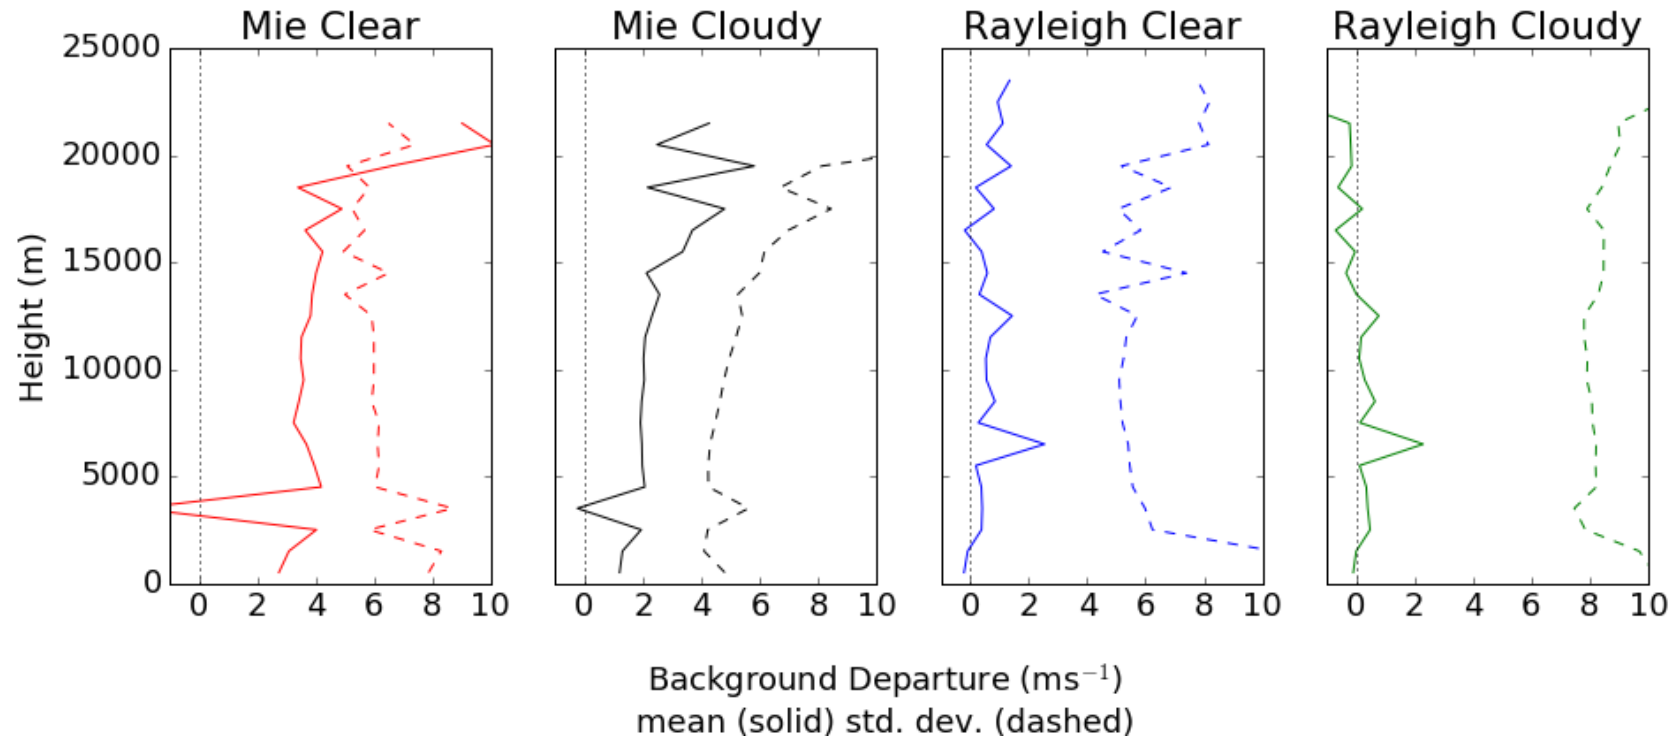 Mie Clear
Mie Cloudy
Rayleigh Clear
Rayleigh Cloudy
25000
20000
15000
10000
5000
0
Height (m)
0 2 4 6 8 10
0 2 4 6 8 10
0 2 4 6 8 10
0 2 4 6 8 10
Background Departure (ms⁻¹)
mean (solid) std. dev. (dashed)